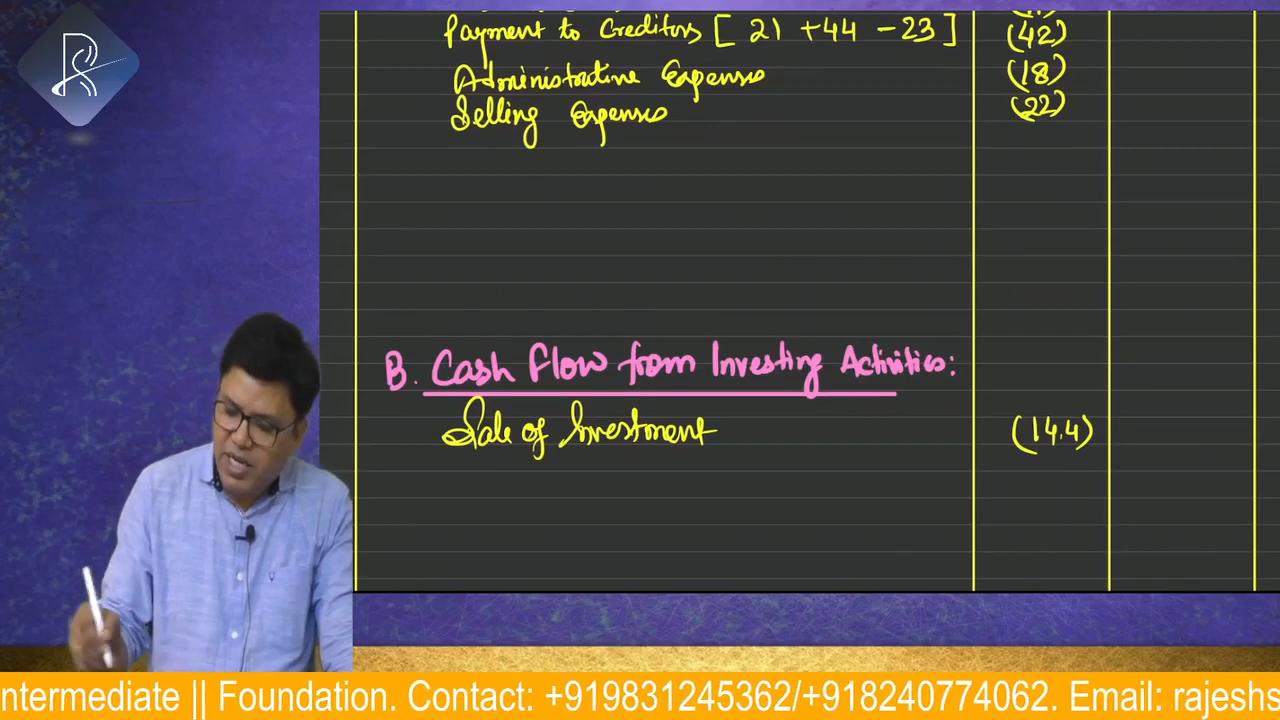 Payment to Creditors [ 21 + 44 - 23 ] (42)
Administrative Expenses (18)
Selling Expenses (22)
B. Cash Flow from Investing Activities:
Sale of Investment (14.4)
ntermediate || Foundation. Contact: +919831245362/+918240774062. Email: rajeshs